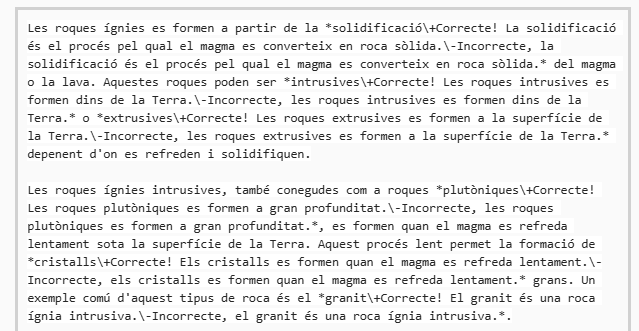 Les roques ígnies es formen a partir de la *solidificació\+Correcte! La solidificació
és el procés pel qual el magma es converteix en roca sòlida.\-Incorrecte, la
solidificació és el procés pel qual el magma es converteix en roca sòlida.* del magma
o la lava. Aquestes roques poden ser *intrusives\+Correcte! Les roques intrusives es
formen dins de la Terra.\-Incorrecte, les roques intrusives es formen dins de la
Terra.* o *extrusives\+Correcte! Les roques extrusives es formen a la superfície de
la Terra.\-Incorrecte, les roques extrusives es formen a la superfície de la Terra.*
depenent d'on es refreden i solidifiquen.

Les roques ígnies intrusives, també conegudes com a roques *plutòniques\+Correcte!
Les roques plutòniques es formen a gran profunditat.\-Incorrecte, les roques
plutòniques es formen a gran profunditat.*, es formen quan el magma es refreda
lentament sota la superfície de la Terra. Aquest procés lent permet la formació de
*cristalls\+Correcte! Els cristalls es formen quan el magma es refreda lentament.\-
Incorrecte, els cristalls es formen quan el magma es refreda lentament.* grans. Un
exemple comú d'aquest tipus de roca és el *granit\+Correcte! El granit és una roca
ígnia intrusiva.\-Incorrecte, el granit és una roca ígnia intrusiva.*.